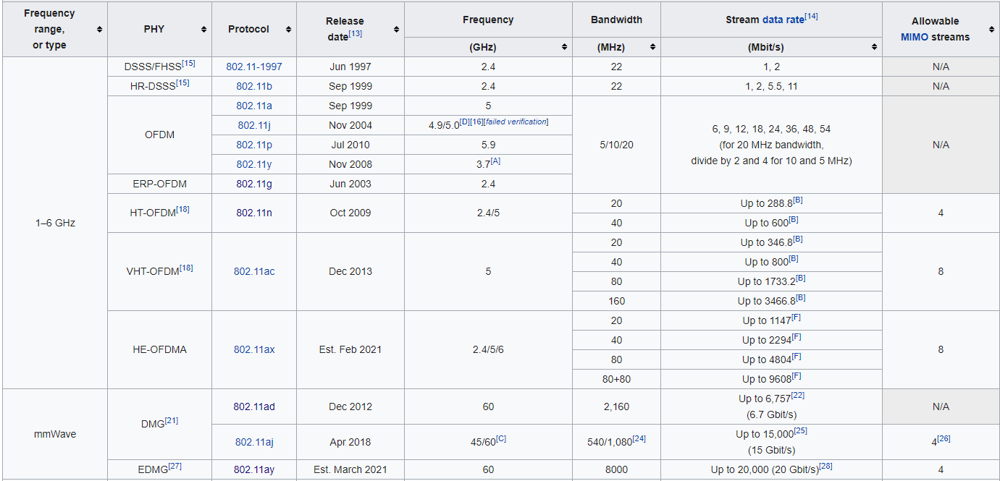 Frequency range, or type PHY Protocol Release date[13] Frequency Bandwidth Stream data rate[14] Allowable MIMO streams
(GHz) (MHz) (Mbit/s)
1–6 GHz DSSS/FHSS[15] 802.11-1997 Jun 1997 2.4 22 1, 2 N/A
HR-DSSS[15] 802.11b Sep 1999 2.4 22 1, 2, 5.5, 11 N/A
OFDM 802.11a Sep 1999 5 5/10/20 6, 9, 12, 18, 24, 36, 48, 54 (for 20 MHz bandwidth, divide by 2 and 4 for 10 and 5 MHz) N/A
802.11j Nov 2004 4.9/5.0[D][16][failed verification]
802.11p Jul 2010 5.9
802.11y Nov 2008 3.7[A]
ERP-OFDM 802.11g Jun 2003 2.4
HT-OFDM[18] 802.11n Oct 2009 2.4/5 20 Up to 288.8[B] 4
40 Up to 600[B]
VHT-OFDM[18] 802.11ac Dec 2013 5 20 Up to 346.8[B] 8
40 Up to 800[B]
80 Up to 1733.2[B]
160 Up to 3466.8[B]
HE-OFDMA 802.11ax Est. Feb 2021 2.4/5/6 20 Up to 1147[F] 8
40 Up to 2294[F]
80 Up to 4804[F]
80+80 Up to 9608[F]
mmWave DMG[21] 802.11ad Dec 2012 60 2,160 Up to 6,757[22] (6.7 Gbit/s) N/A
802.11aj Apr 2018 45/60[C] 540/1,080[24] Up to 15,000[25] (15 Gbit/s) 4[26]
EDMG[27] 802.11ay Est. March 2021 60 8000 Up to 20,000 (20 Gbit/s)[28] 4